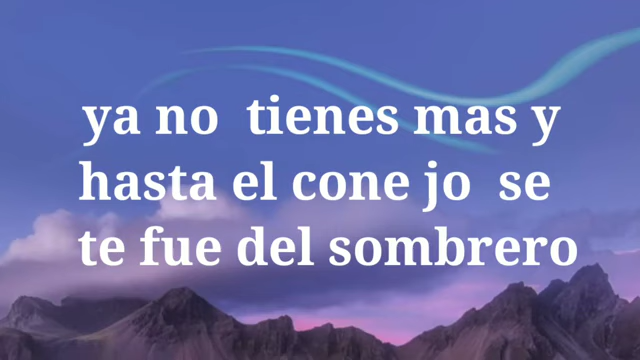 ya no  tienes mas y
hasta el cone jo  se
te fue del sombrero